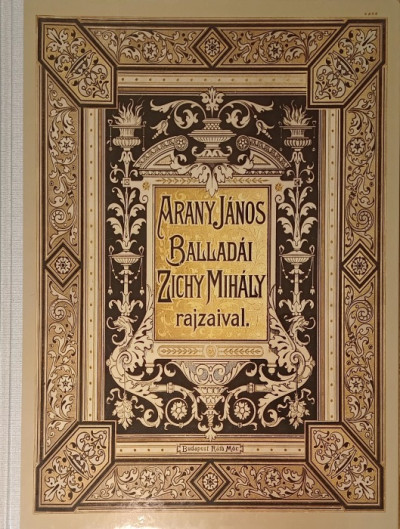 ARANY JÁNOS
BALLADÁI
ZICHY MIHÁLY
rajzaival.
Budapest Ráth Mór.